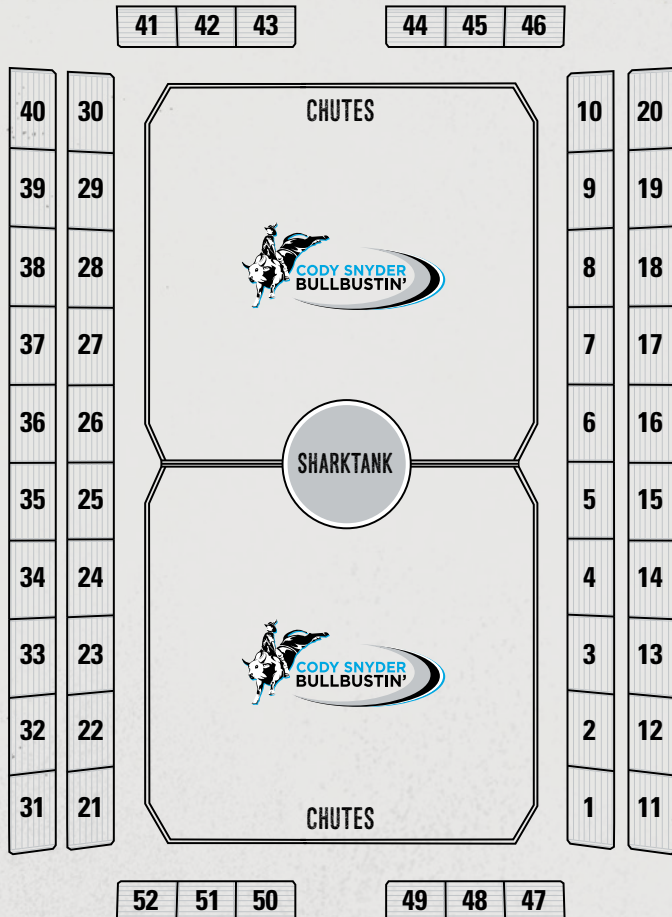 41 42 43 44 45 46
40 30 CHUTES 10 20
39 29 9 19
38 28 CODY SNYDER 8 18
BULLBUSTIN'
37 27 7 17
36 26 6 16
SHARKTANK
35 25 5 15
34 24 4 14
33 23 CODY SNYDER 3 13
BULLBUSTIN'
32 22 2 12
31 21 CHUTES 1 11
52 51 50 49 48 47